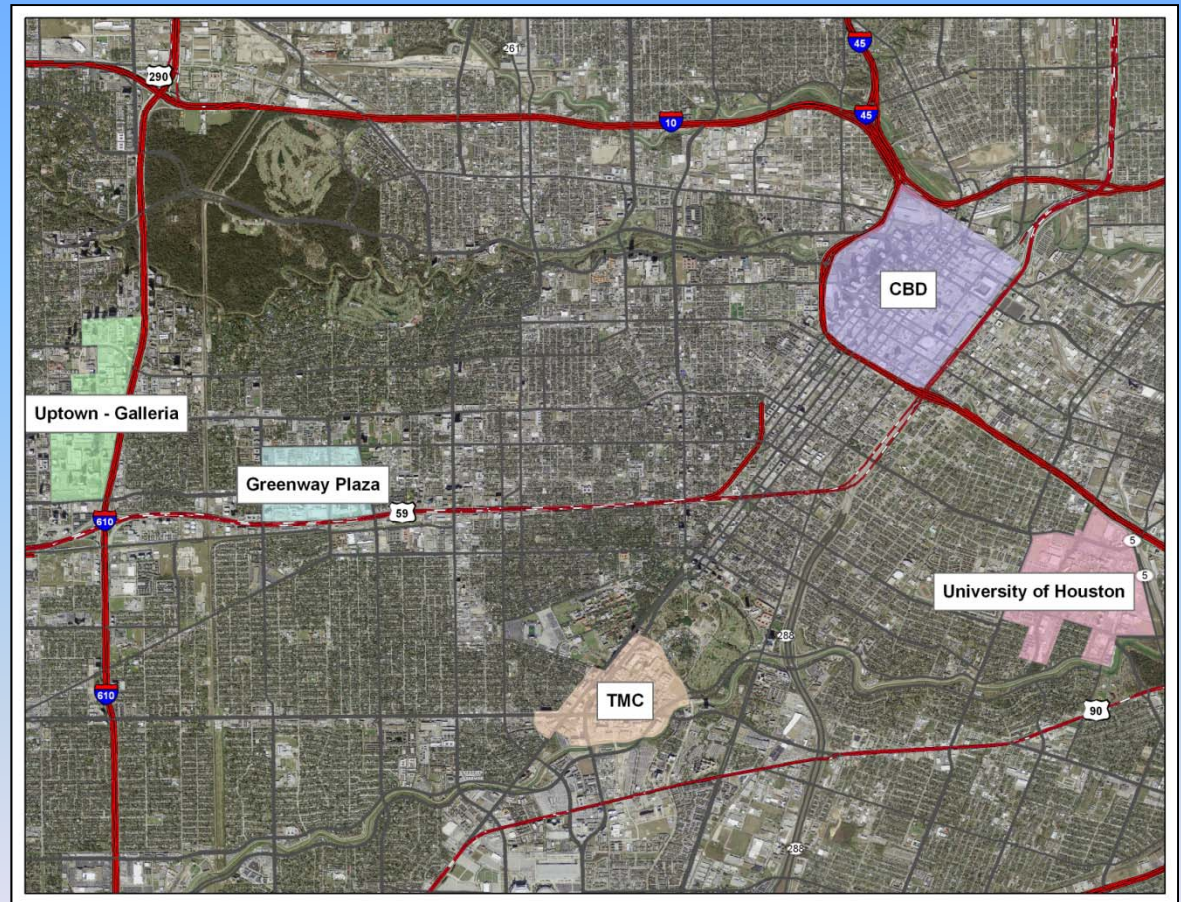 45
261
290
10
45
CBD
Uptown - Galleria
Greenway Plaza
59
610
5
5
University of Houston
288
610
TMC
90
288